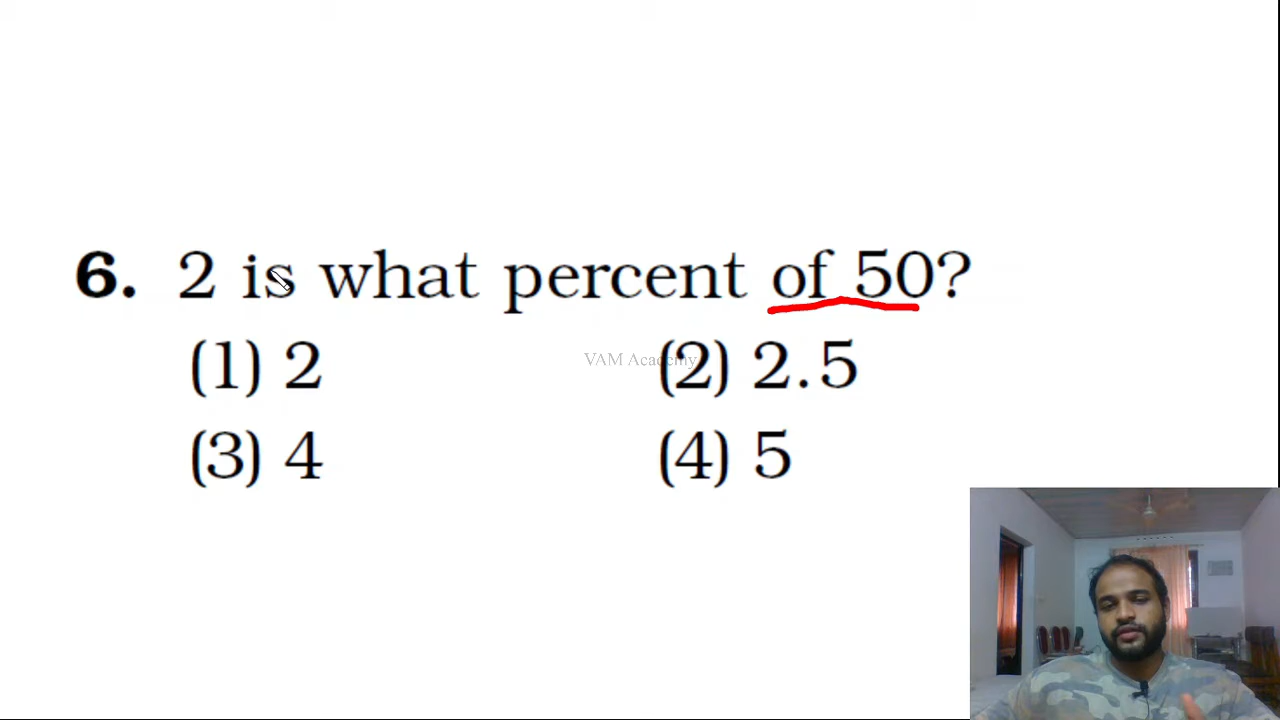 6. 2 is what percent of 50?
(1) 2 (2) 2.5
VAM Academy
(3) 4 (4) 5